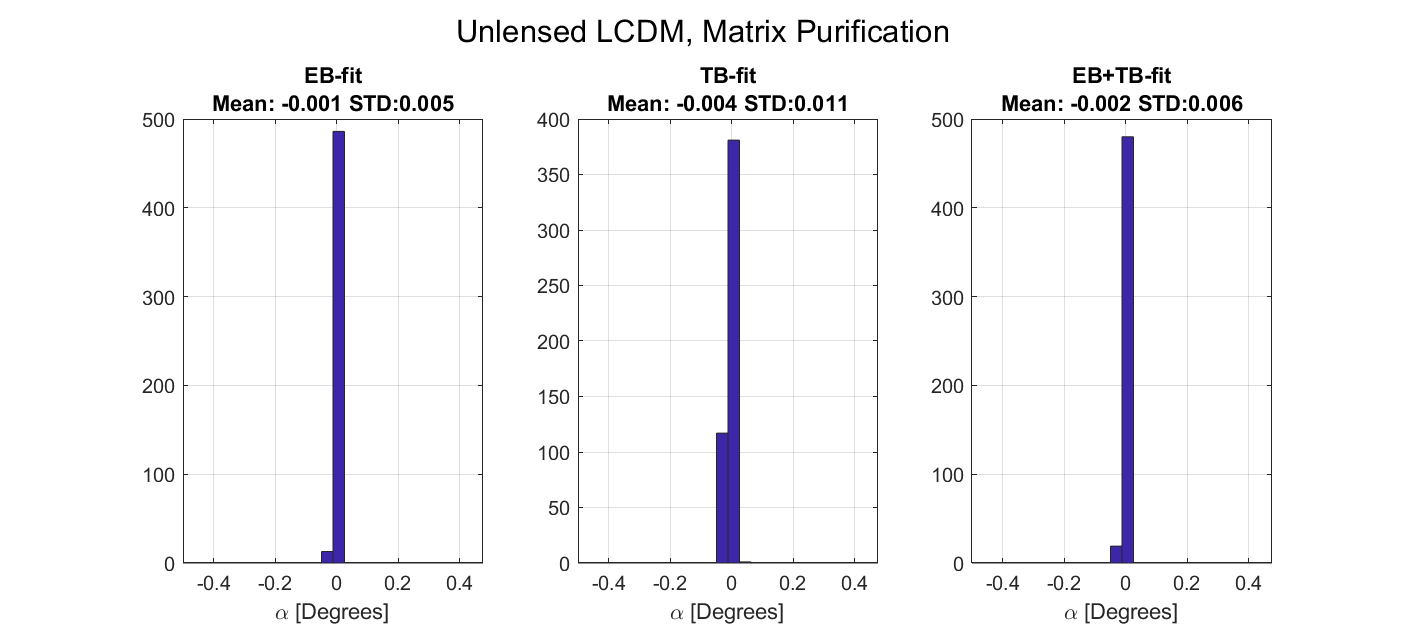 Unlensed LCDM, Matrix Purification
EB-fit
Mean: -0.001 STD:0.005
500
400
300
200
100
0
-0.4 -0.2 0 0.2 0.4
α [Degrees]
TB-fit
Mean: -0.004 STD:0.011
400
350
300
250
200
150
100
50
0
-0.4 -0.2 0 0.2 0.4
α [Degrees]
EB+TB-fit
Mean: -0.002 STD:0.006
500
400
300
200
100
0
-0.4 -0.2 0 0.2 0.4
α [Degrees]